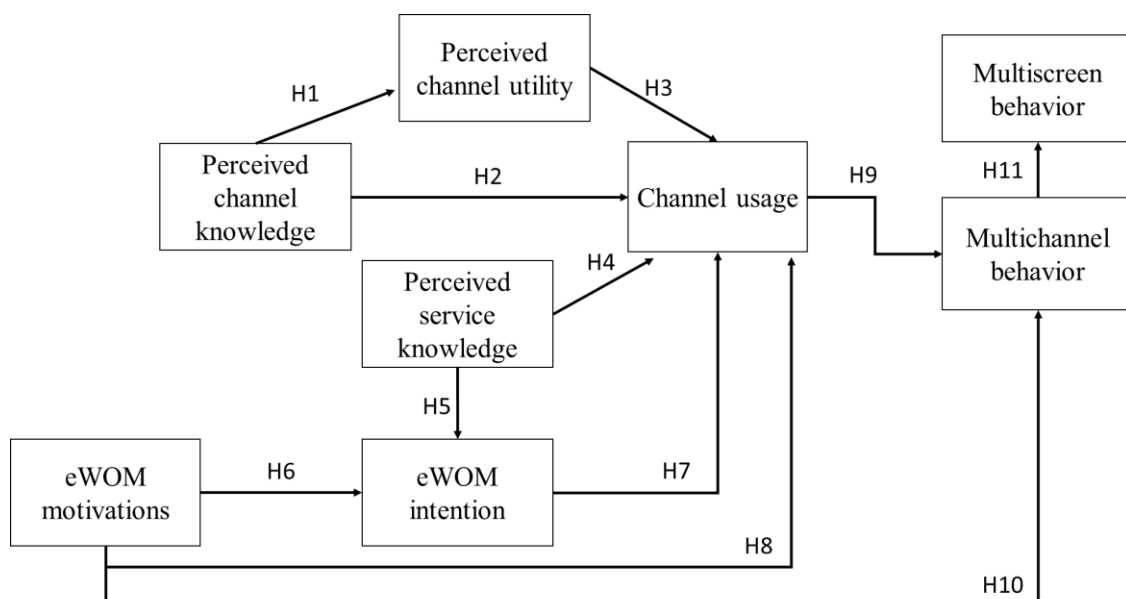 Perceived
channel utility
Multiscreen
behavior
H1
H3
Perceived
channel
knowledge
H2
Channel usage
H9
H11
Multichannel
behavior
H4
Perceived
service
knowledge
H5
eWOM
motivations
H6
eWOM
intention
H7
H8
H10